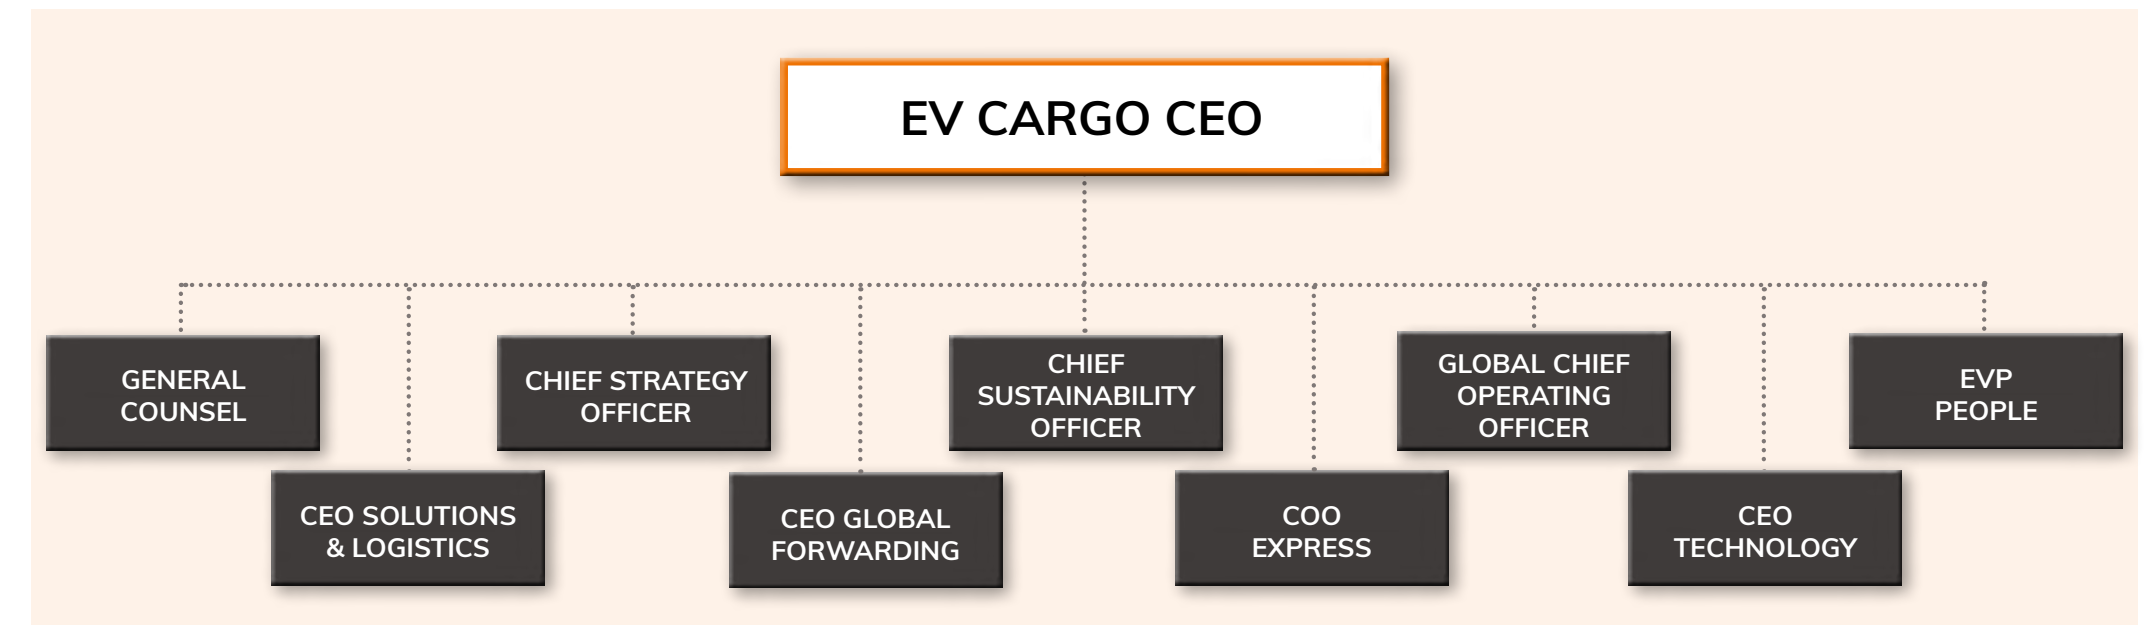 EV CARGO CEO
GENERAL
COUNSEL
CHIEF STRATEGY
OFFICER
CHIEF
SUSTAINABILITY
OFFICER
GLOBAL CHIEF
OPERATING
OFFICER
EVP
PEOPLE
CEO SOLUTIONS
& LOGISTICS
CEO GLOBAL
FORWARDING
COO
EXPRESS
CEO
TECHNOLOGY